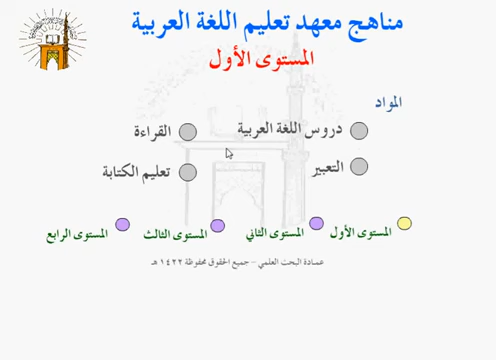 مناهج معهد تعليم اللغة العربية
المستوى الأول
المواد
دروس اللغة العربية
القراءة
التعبير
تعليم الكتابة
المستوى الأول
المستوى الثاني
المستوى الثالث
المستوى الرابع
عمادة البحث العلمي - جميع الحقوق محفوظة ١٤٢٢ هـ